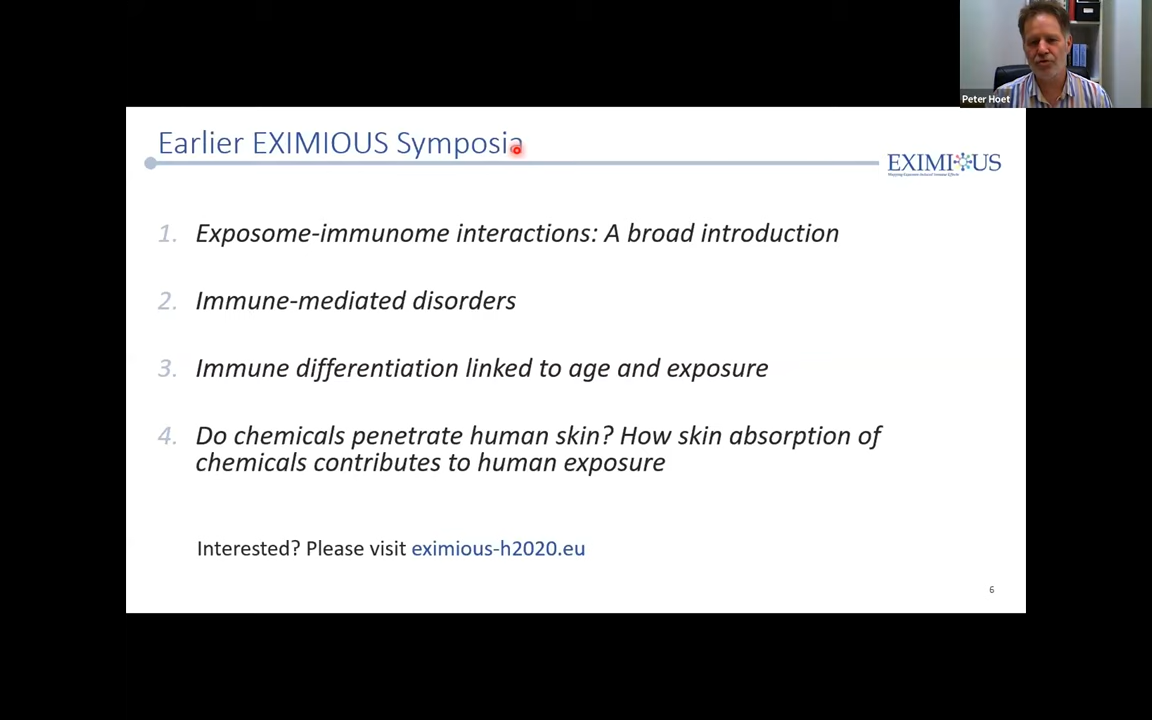 Peter Hoet
Earlier EXIMIOUS Symposia
EXIMIOUS
1. Exposome-immunome interactions: A broad introduction
2. Immune-mediated disorders
3. Immune differentiation linked to age and exposure
4. Do chemicals penetrate human skin? How skin absorption of
chemicals contributes to human exposure
Interested? Please visit eximious-h2020.eu
6